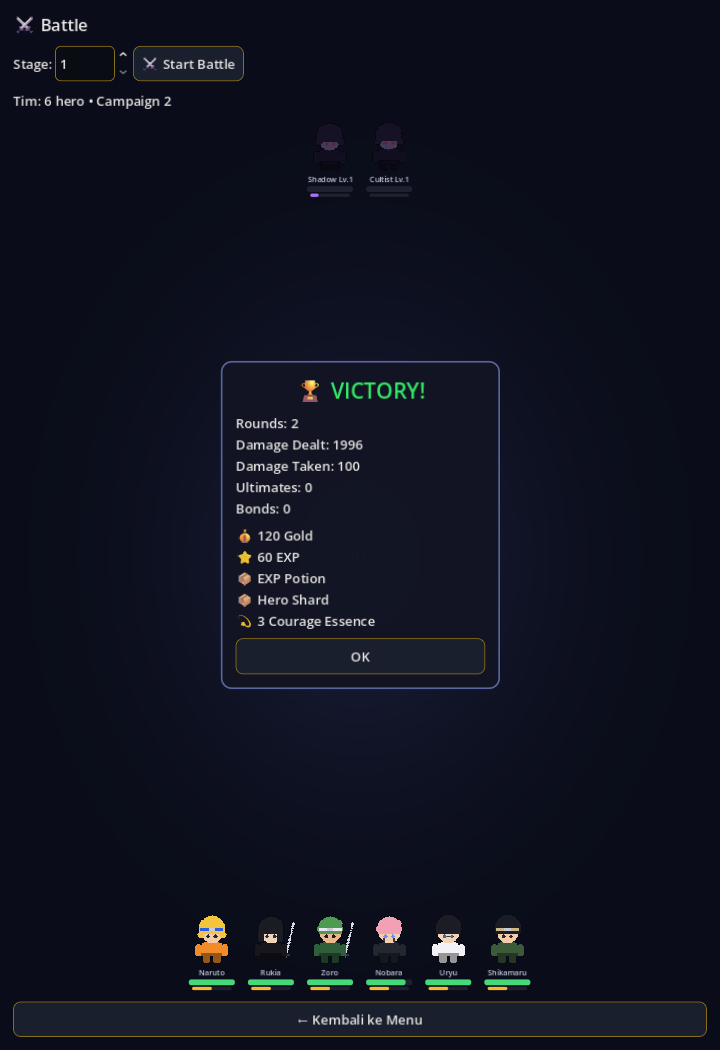 Battle
Stage: 1 Start Battle
Tim: 6 hero • Campaign 2
Shadow Lv.1 Cultist Lv.1
VICTORY!
Rounds: 2
Damage Dealt: 1996
Damage Taken: 100
Ultimates: 0
Bonds: 0
120 Gold
60 EXP
EXP Potion
Hero Shard
3 Courage Essence
OK
Naruto Rukia Zoro Nobara Uryu Shikamaru
← Kembali ke Menu